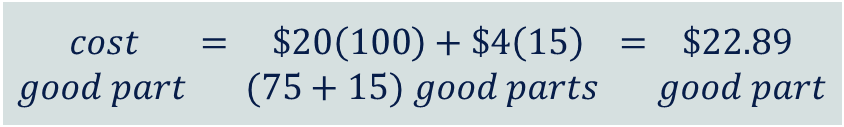 cost = $20(100) + $4(15) = $22.89
good part (75 + 15) good parts good part